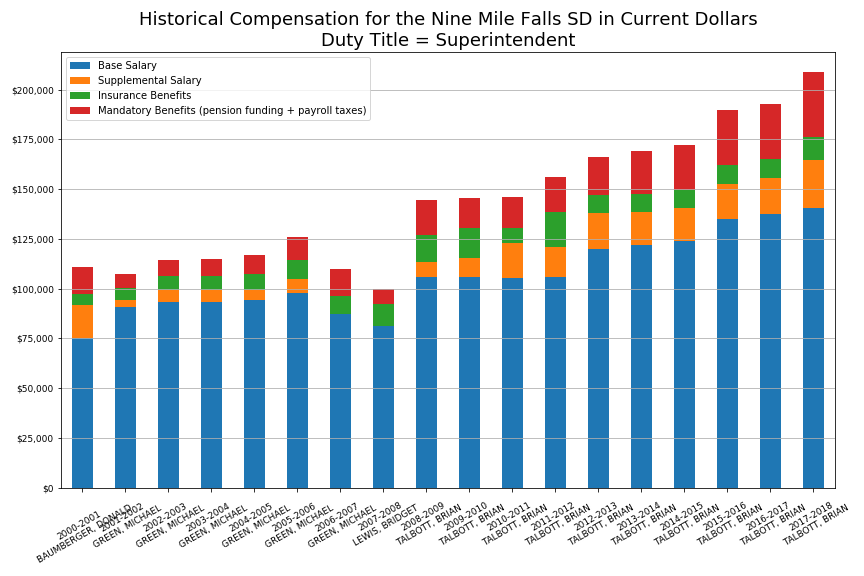 Historical Compensation for the Nine Mile Falls SD in Current Dollars
Duty Title = Superintendent
Base Salary
Supplemental Salary
Insurance Benefits
Mandatory Benefits (pension funding + payroll taxes)
$200,000
$175,000
$150,000
$125,000
$100,000
$75,000
$50,000
$25,000
$0
2000-2001
BAUMBERGER, DONALD
2001-2002
GREEN, MICHAEL
2002-2003
GREEN, MICHAEL
2003-2004
GREEN, MICHAEL
2004-2005
GREEN, MICHAEL
2005-2006
GREEN, MICHAEL
2006-2007
GREEN, MICHAEL
2007-2008
LEWIS, BRIDGET
2008-2009
TALBOTT, BRIAN
2009-2010
TALBOTT, BRIAN
2010-2011
TALBOTT, BRIAN
2011-2012
TALBOTT, BRIAN
2012-2013
TALBOTT, BRIAN
2013-2014
TALBOTT, BRIAN
2014-2015
TALBOTT, BRIAN
2015-2016
TALBOTT, BRIAN
2016-2017
TALBOTT, BRIAN
2017-2018
TALBOTT, BRIAN